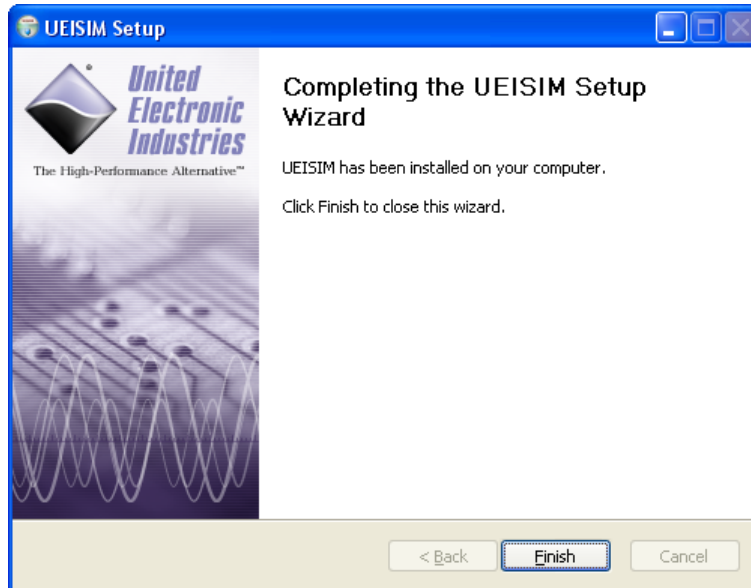 UEISIM Setup
United
Electronic
Industries
The High-Performance Alternative™
Completing the UEISIM Setup
Wizard
UEISIM has been installed on your computer.
Click Finish to close this wizard.
< Back
Finish
Cancel